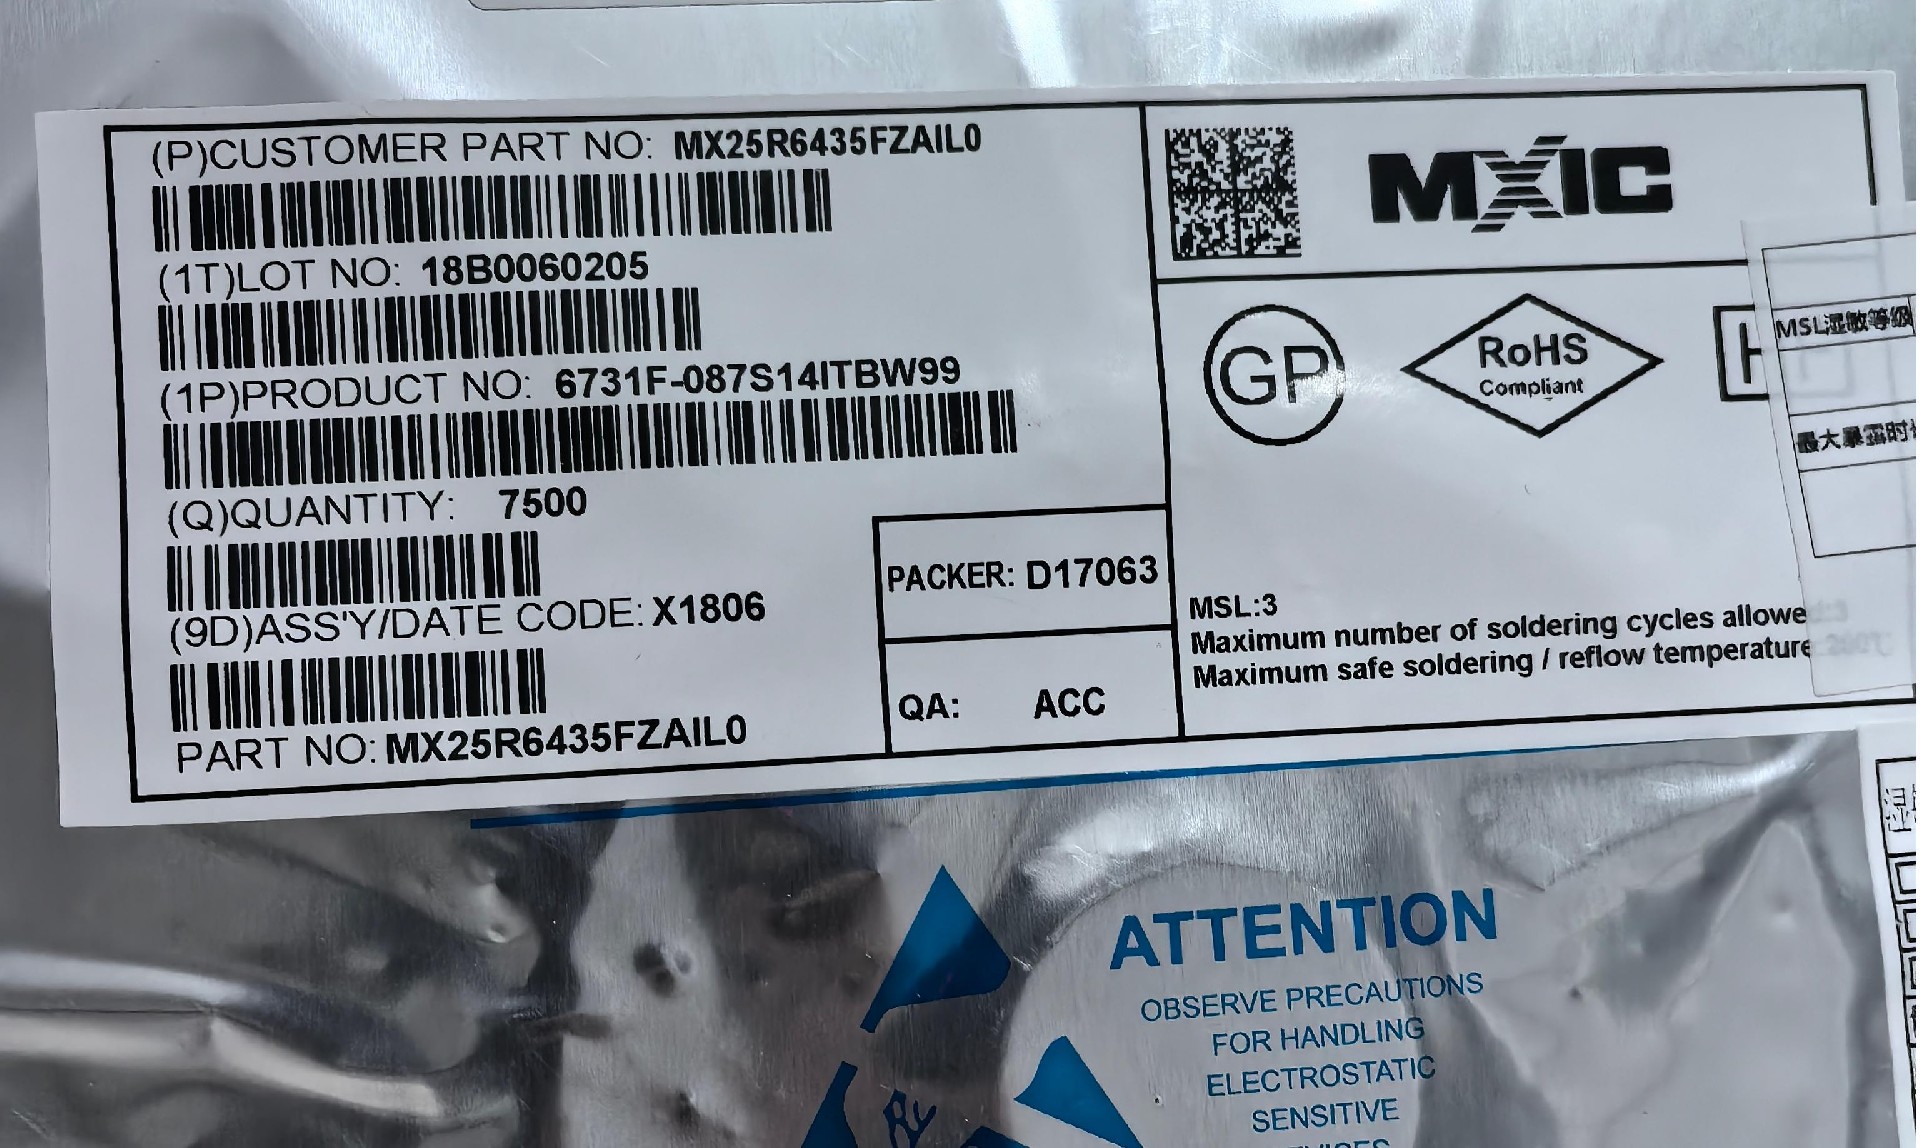 (P)CUSTOMER PART NO: MX25R6435FZAIL0
(1T)LOT NO: 18B0060205
(1P)PRODUCT NO: 6731F-087S14ITBW99
(Q)QUANTITY: 7500
(9D)ASS'Y/DATE CODE: X1806
PART NO: MX25R6435FZAIL0
PACKER: D17063
QA: ACC
MXIC
GP
RoHS
Compliant
MSL:3
Maximum number of soldering cycles allowe
Maximum safe soldering / reflow temperature
MSL湿敏等级
最大暴露时
ATTENTION
OBSERVE PRECAUTIONS
FOR HANDLING
ELECTROSTATIC
SENSITIVE